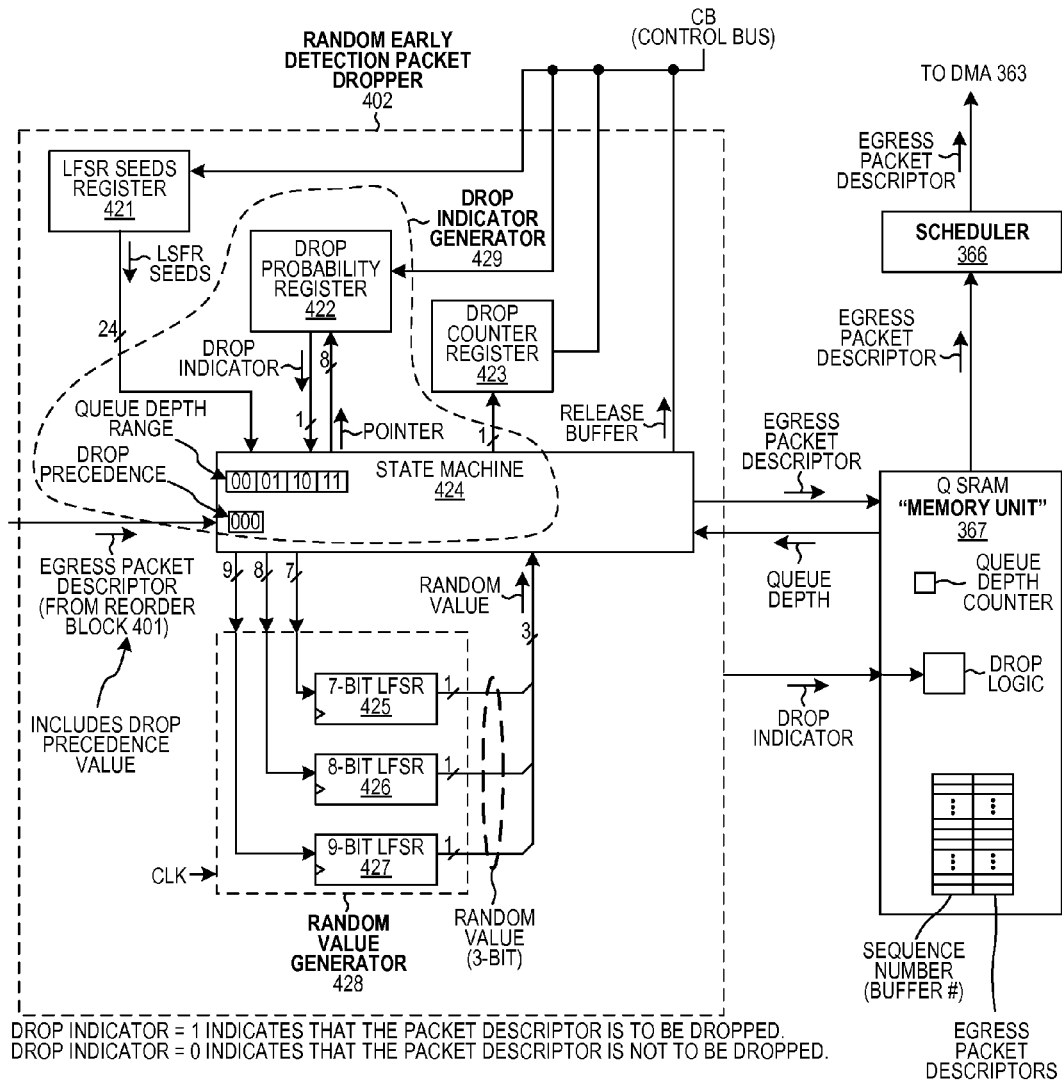 CB
(CONTROL BUS)
RANDOM EARLY
DETECTION PACKET
DROPPER
402
TO DMA 363
EGRESS
PACKET
DESCRIPTOR
LFSR SEEDS
REGISTER
421
LSFR
SEEDS
24
DROP
INDICATOR
GENERATOR
429
DROP
PROBABILITY
REGISTER
422
SCHEDULER
366
DROP
COUNTER
REGISTER
423
EGRESS
PACKET
DESCRIPTOR
DROP
INDICATOR
8
1
POINTER
1
RELEASE
BUFFER
QUEUE DEPTH
RANGE
DROP
PRECEDENCE
00 01 10 11
000
STATE MACHINE
424
EGRESS
PACKET
DESCRIPTOR
QUEUE
DEPTH
Q SRAM
“MEMORY UNIT”
367
QUEUE
DEPTH
COUNTER
DROP
LOGIC
EGRESS PACKET
DESCRIPTOR
(FROM REORDER
BLOCK 401)
INCLUDES DROP
PRECEDENCE
VALUE
9 8 7
RANDOM
VALUE
3
7-BIT LFSR
425
1
8-BIT LFSR
426
1
9-BIT LFSR
427
1
CLK
DROP
INDICATOR
RANDOM
VALUE
GENERATOR
428
RANDOM
VALUE
(3-BIT)
SEQUENCE
NUMBER
(BUFFER #)
EGRESS
PACKET
DESCRIPTORS
DROP INDICATOR = 1 INDICATES THAT THE PACKET DESCRIPTOR IS TO BE DROPPED.
DROP INDICATOR = 0 INDICATES THAT THE PACKET DESCRIPTOR IS NOT TO BE DROPPED.